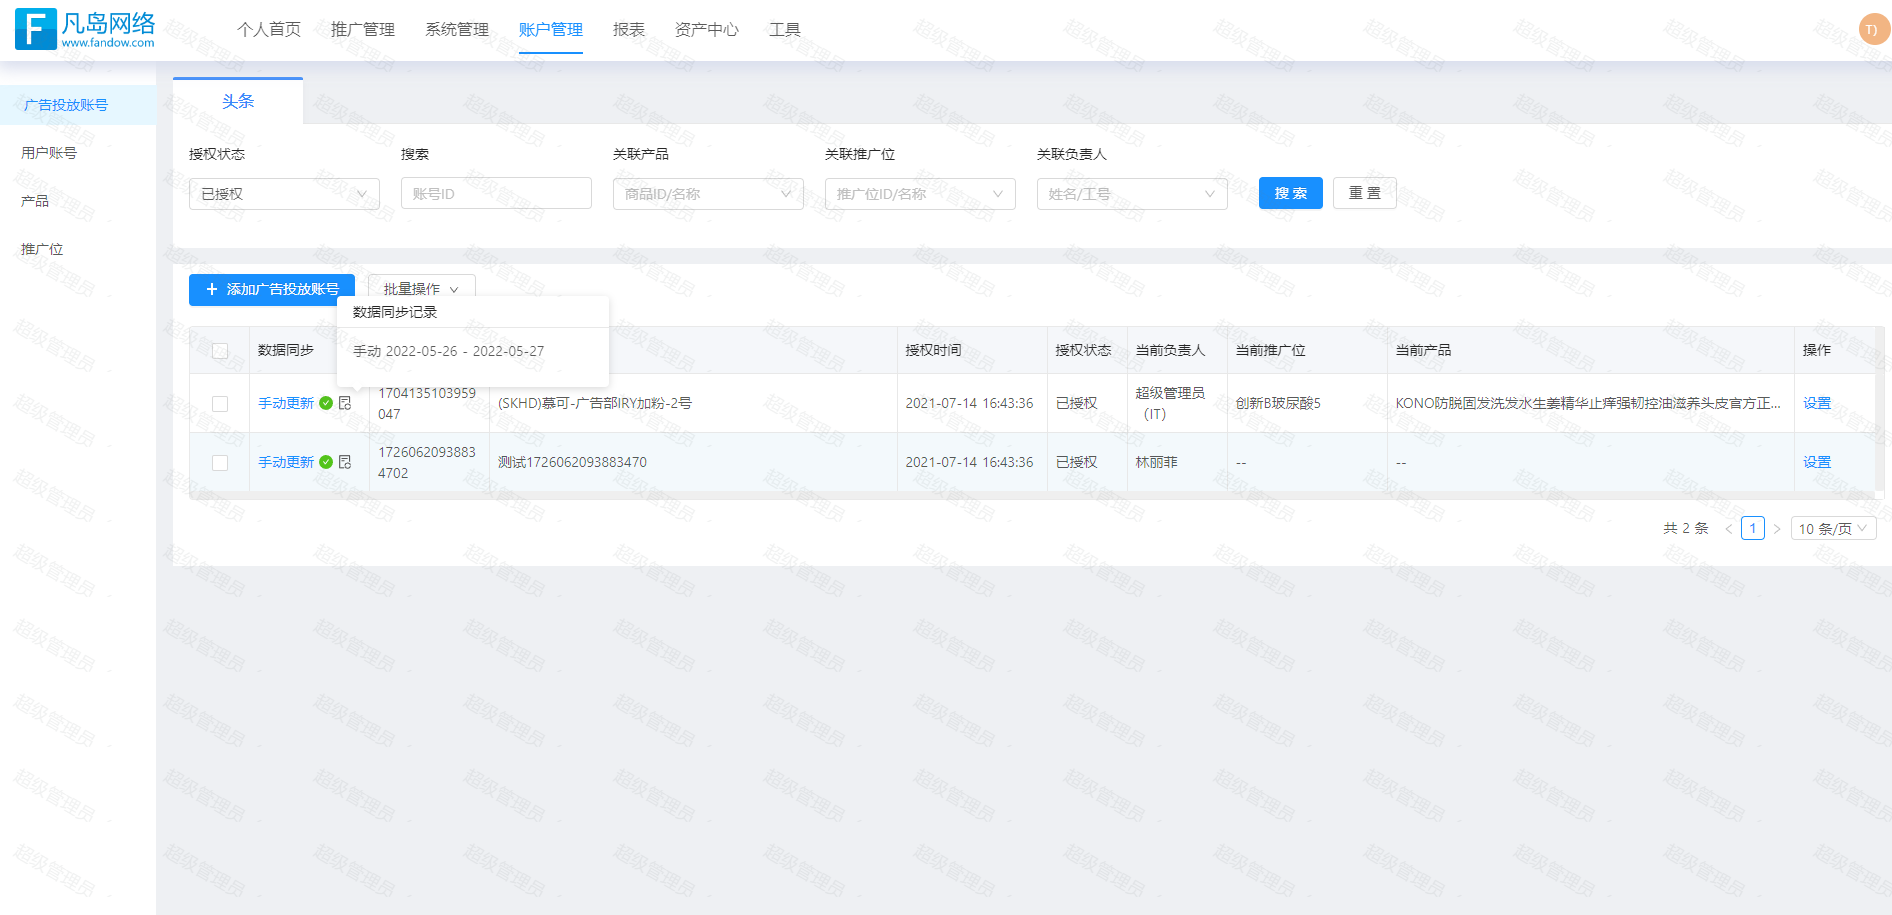 凡岛网络
www.fandow.com
个人首页 推广管理 系统管理 账户管理 报表 资产中心 工具
TJ
广告投放账号
用户账号
产品
推广位
头条
授权状态 搜索 关联产品 关联推广位 关联负责人
已授权 账号ID 商品ID/名称 推广位ID/名称 姓名/工号 搜 索 重 置
+ 添加广告投放账号 批量操作
数据同步记录
手动 2022-05-26 - 2022-05-27
数据同步 授权时间 授权状态 当前负责人 当前推广位 当前产品 操作
手动更新 1704135103959047 (SKHD)慕可-广告部IRY加粉-2号 2021-07-14 16:43:36 已授权 超级管理员（IT） 创新B玻尿酸5 KONO防脱固发洗发水生姜精华止痒强韧控油滋养头皮官方正... 设置
手动更新 17260620938834702 测试1726062093883470 2021-07-14 16:43:36 已授权 林丽菲 -- -- 设置
共 2 条 < 1 > 10 条/页
超级管理员